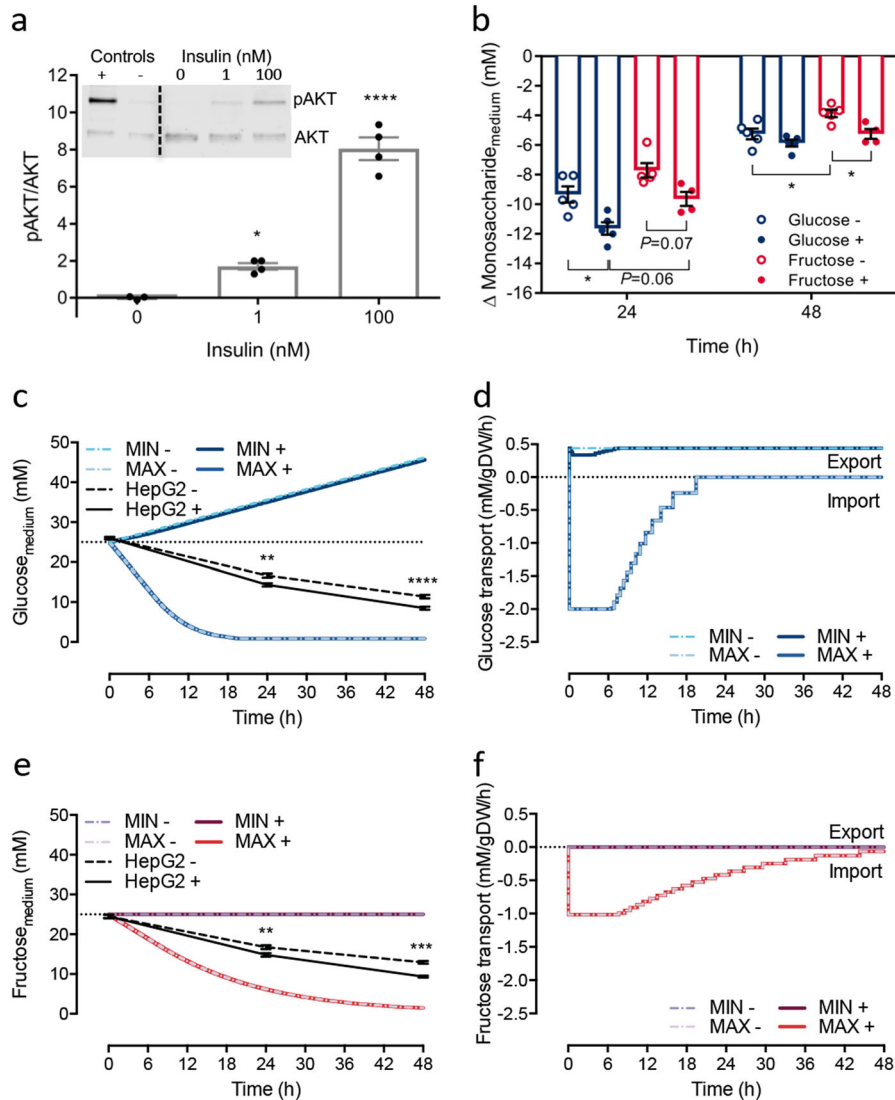 a
Controls Insulin (nM)
+ - 0 1 100
pAKT
AKT
****
*
12
10
8
6
4
2
0
pAKT/AKT
0 1 100
Insulin (nM)
b
0
-2
-4
-6
-8
-10
-12
-14
-16
Δ Monosaccharidemedium (mM)
* *
P=0.07
* P=0.06
Glucose -
Glucose +
Fructose -
Fructose +
24 48
Time (h)
c
MIN - MIN +
MAX - MAX +
HepG2 -
HepG2 +
50
40
30
20
10
0
Glucosemedium (mM)
**
****
0 6 12 18 24 30 36 42 48
Time (h)
d
0.5
0.0
-0.5
-1.0
-1.5
-2.0
-2.5
Glucose transport (mM/gDW/h)
Export
Import
MIN - MIN +
MAX - MAX +
0 6 12 18 24 30 36 42 48
Time (h)
e
MIN - MIN +
MAX - MAX +
HepG2 -
HepG2 +
50
40
30
20
10
0
Fructosemedium (mM)
**
***
0 6 12 18 24 30 36 42 48
Time (h)
f
0.5
0.0
-0.5
-1.0
-1.5
-2.0
-2.5
Fructose transport (mM/gDW/h)
Export
Import
MIN - MIN +
MAX - MAX +
0 6 12 18 24 30 36 42 48
Time (h)